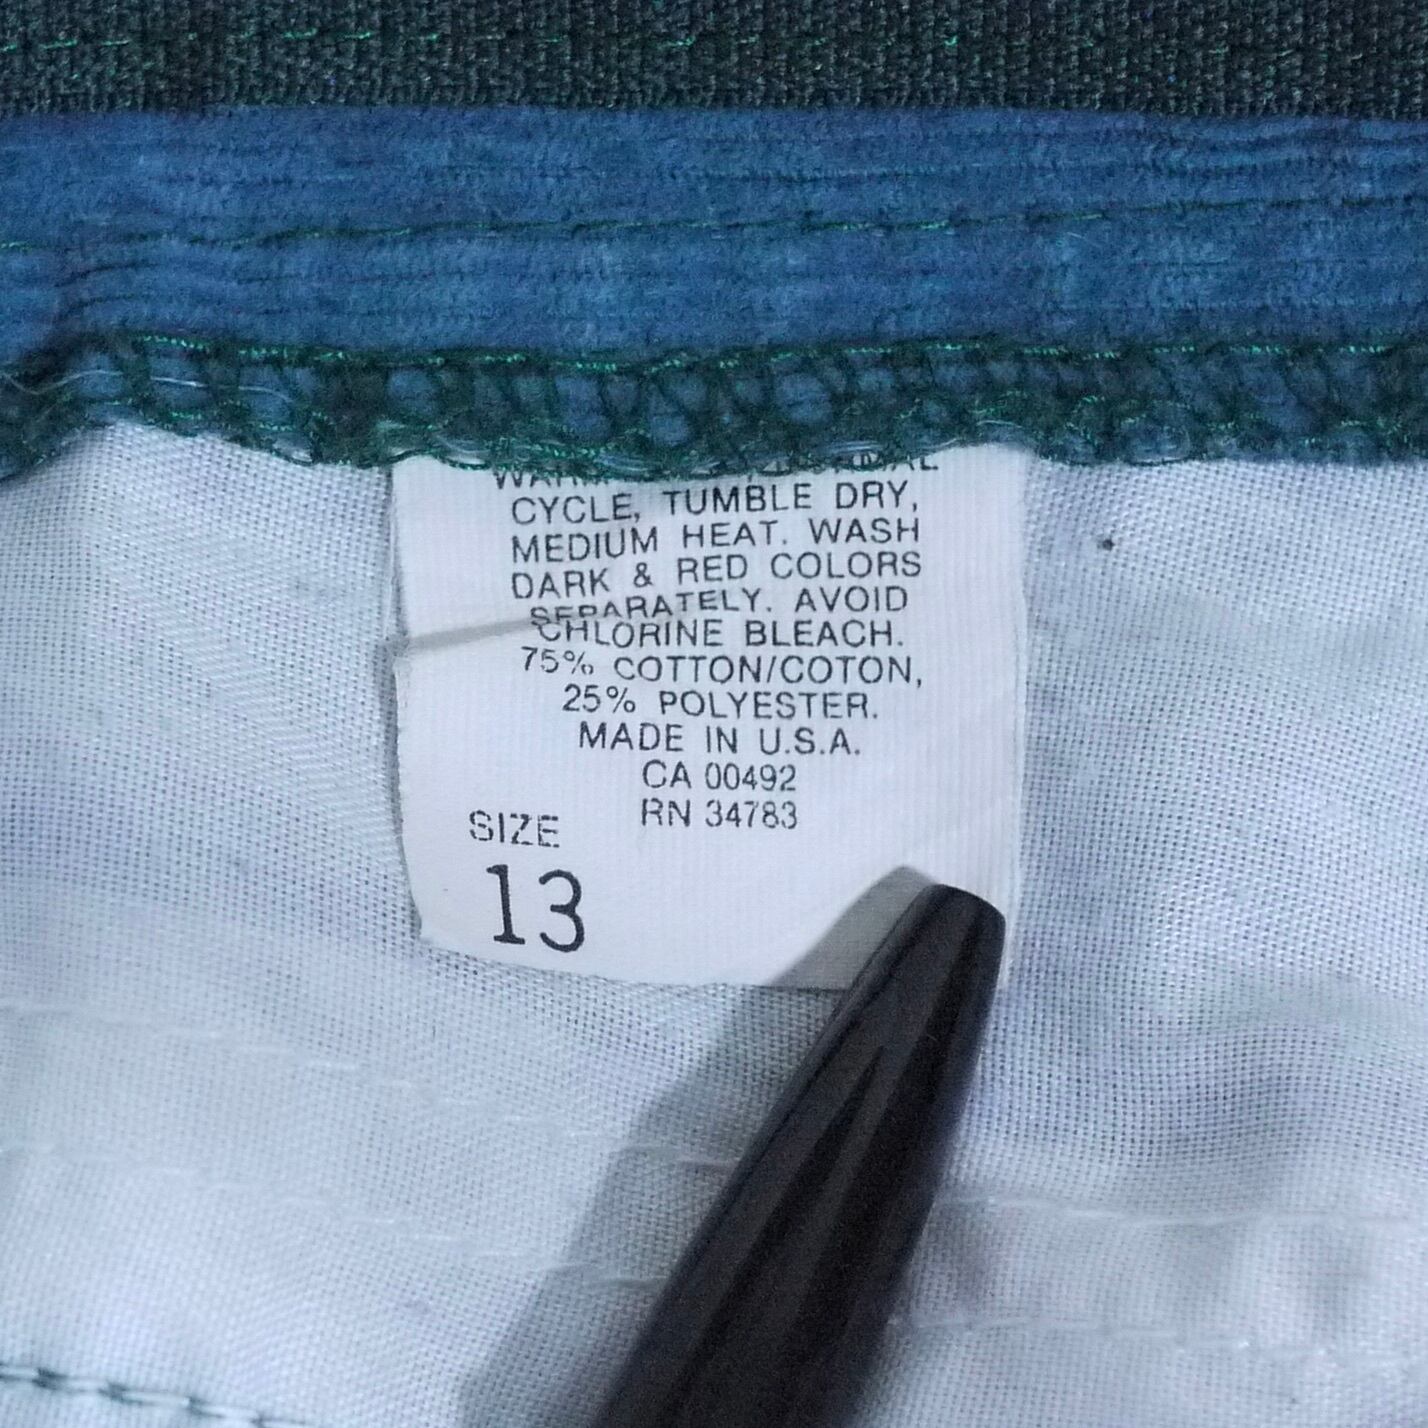 CYCLE, TUMBLE DRY,
MEDIUM HEAT. WASH
DARK & RED COLORS
SEPARATELY. AVOID
CHLORINE BLEACH.
75% COTTON/COTON,
25% POLYESTER.
MADE IN U.S.A.
CA 00492
RN 34783
SIZE
13